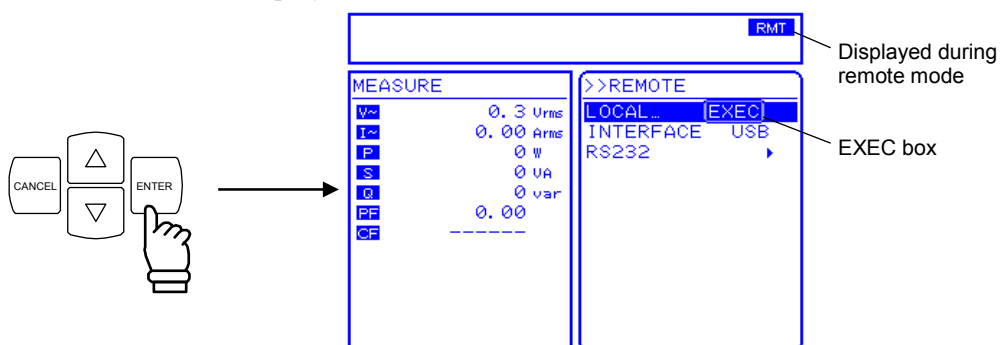 RMT
Displayed during
remote mode
MEASURE
V~ 0.3 Vrms
I~ 0.00 Arms
P 0 W
S 0 VA
Q 0 var
PF 0.00
CF ------
>>REMOTE
LOCAL… EXEC
INTERFACE USB
RS232
EXEC box
CANCEL
ENTER